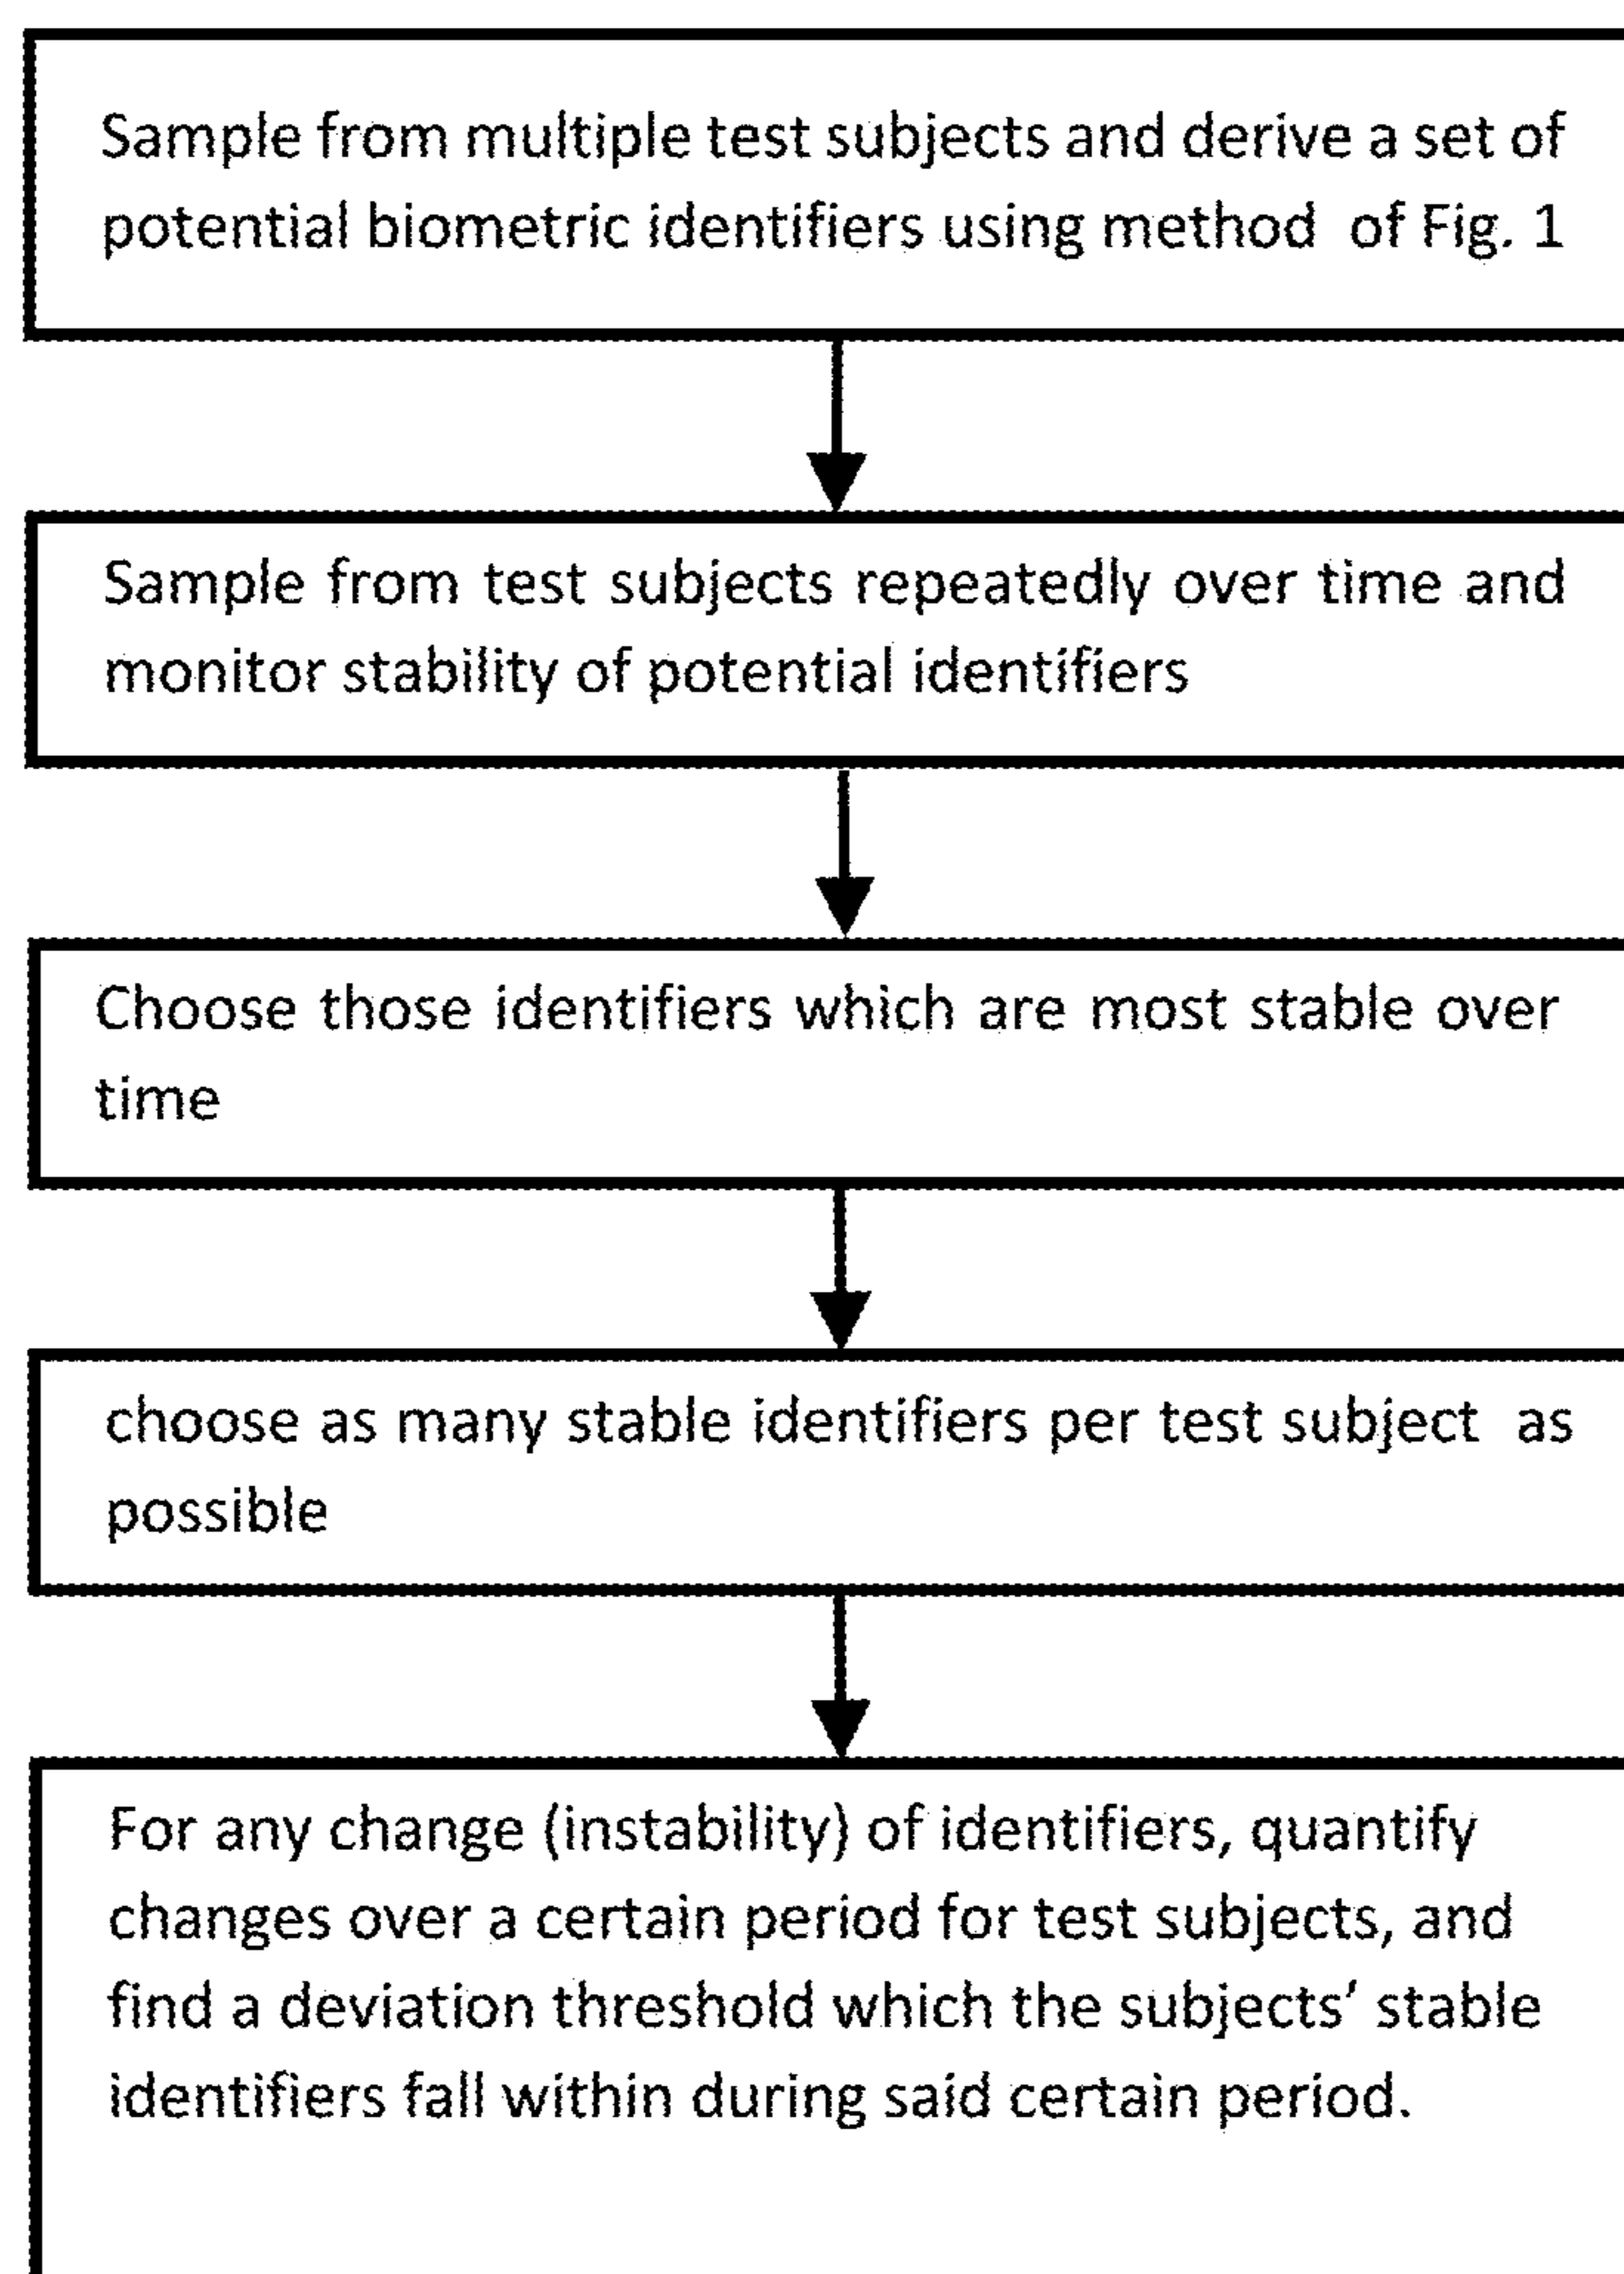 Sample from multiple test subjects and derive a set of
potential biometric identifiers using method of Fig. 1
Sample from test subjects repeatedly over time and
monitor stability of potential identifiers
Choose those identifiers which are most stable over
time
choose as many stable identifiers per test subject as
possible
For any change (instability) of identifiers, quantify
changes over a certain period for test subjects, and
find a deviation threshold which the subjects' stable
identifiers fall within during said certain period.